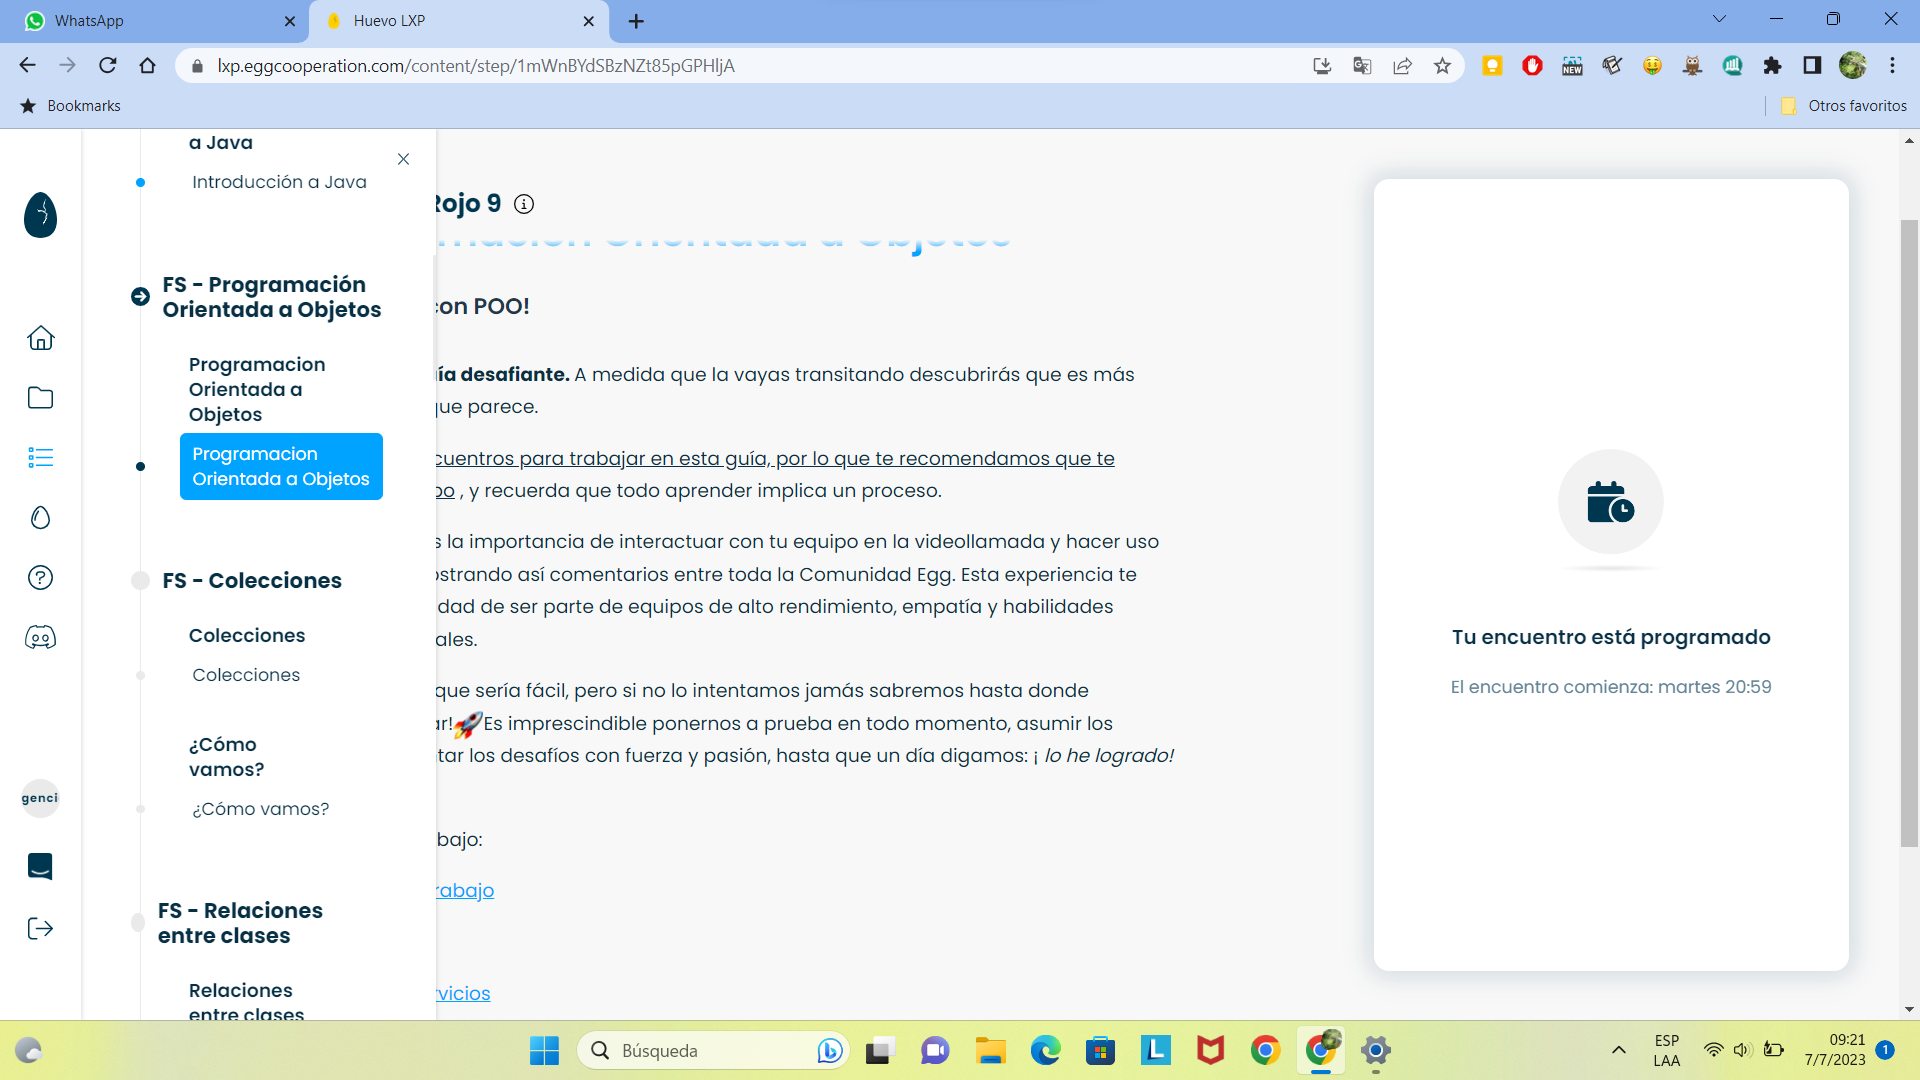 WhatsApp
Huevo LXP
lxp.eggcooperation.com/content/step/1mWnBYdSBzNZt85pGPHljA
NEW
Bookmarks
Otros favoritos
a Java
Introducción a Java
FS - Programación
Orientada a Objetos
Programacion
Orientada a
Objetos
Programacion
Orientada a Objetos
FS - Colecciones
Colecciones
Colecciones
¿Cómo
vamos?
¿Cómo vamos?
FS - Relaciones
entre clases
Relaciones
entre clases
genci
Rojo 9
Orientada a Objetos
con POO!
ía desafiante. A medida que la vayas transitando descubrirás que es más
que parece.
cuentros para trabajar en esta guía, por lo que te recomendamos que te
po , y recuerda que todo aprender implica un proceso.
s la importancia de interactuar con tu equipo en la videollamada y hacer uso
ostrando así comentarios entre toda la Comunidad Egg. Esta experiencia te
dad de ser parte de equipos de alto rendimiento, empatía y habilidades
ales.
que sería fácil, pero si no lo intentamos jamás sabremos hasta donde
ar!🚀Es imprescindible ponernos a prueba en todo momento, asumir los
tar los desafíos con fuerza y pasión, hasta que un día digamos: ¡ lo he logrado!
bajo:
rabajo
rvicios
Tu encuentro está programado
El encuentro comienza: martes 20:59
Búsqueda
ESP
LAA
09:21
7/7/2023
1